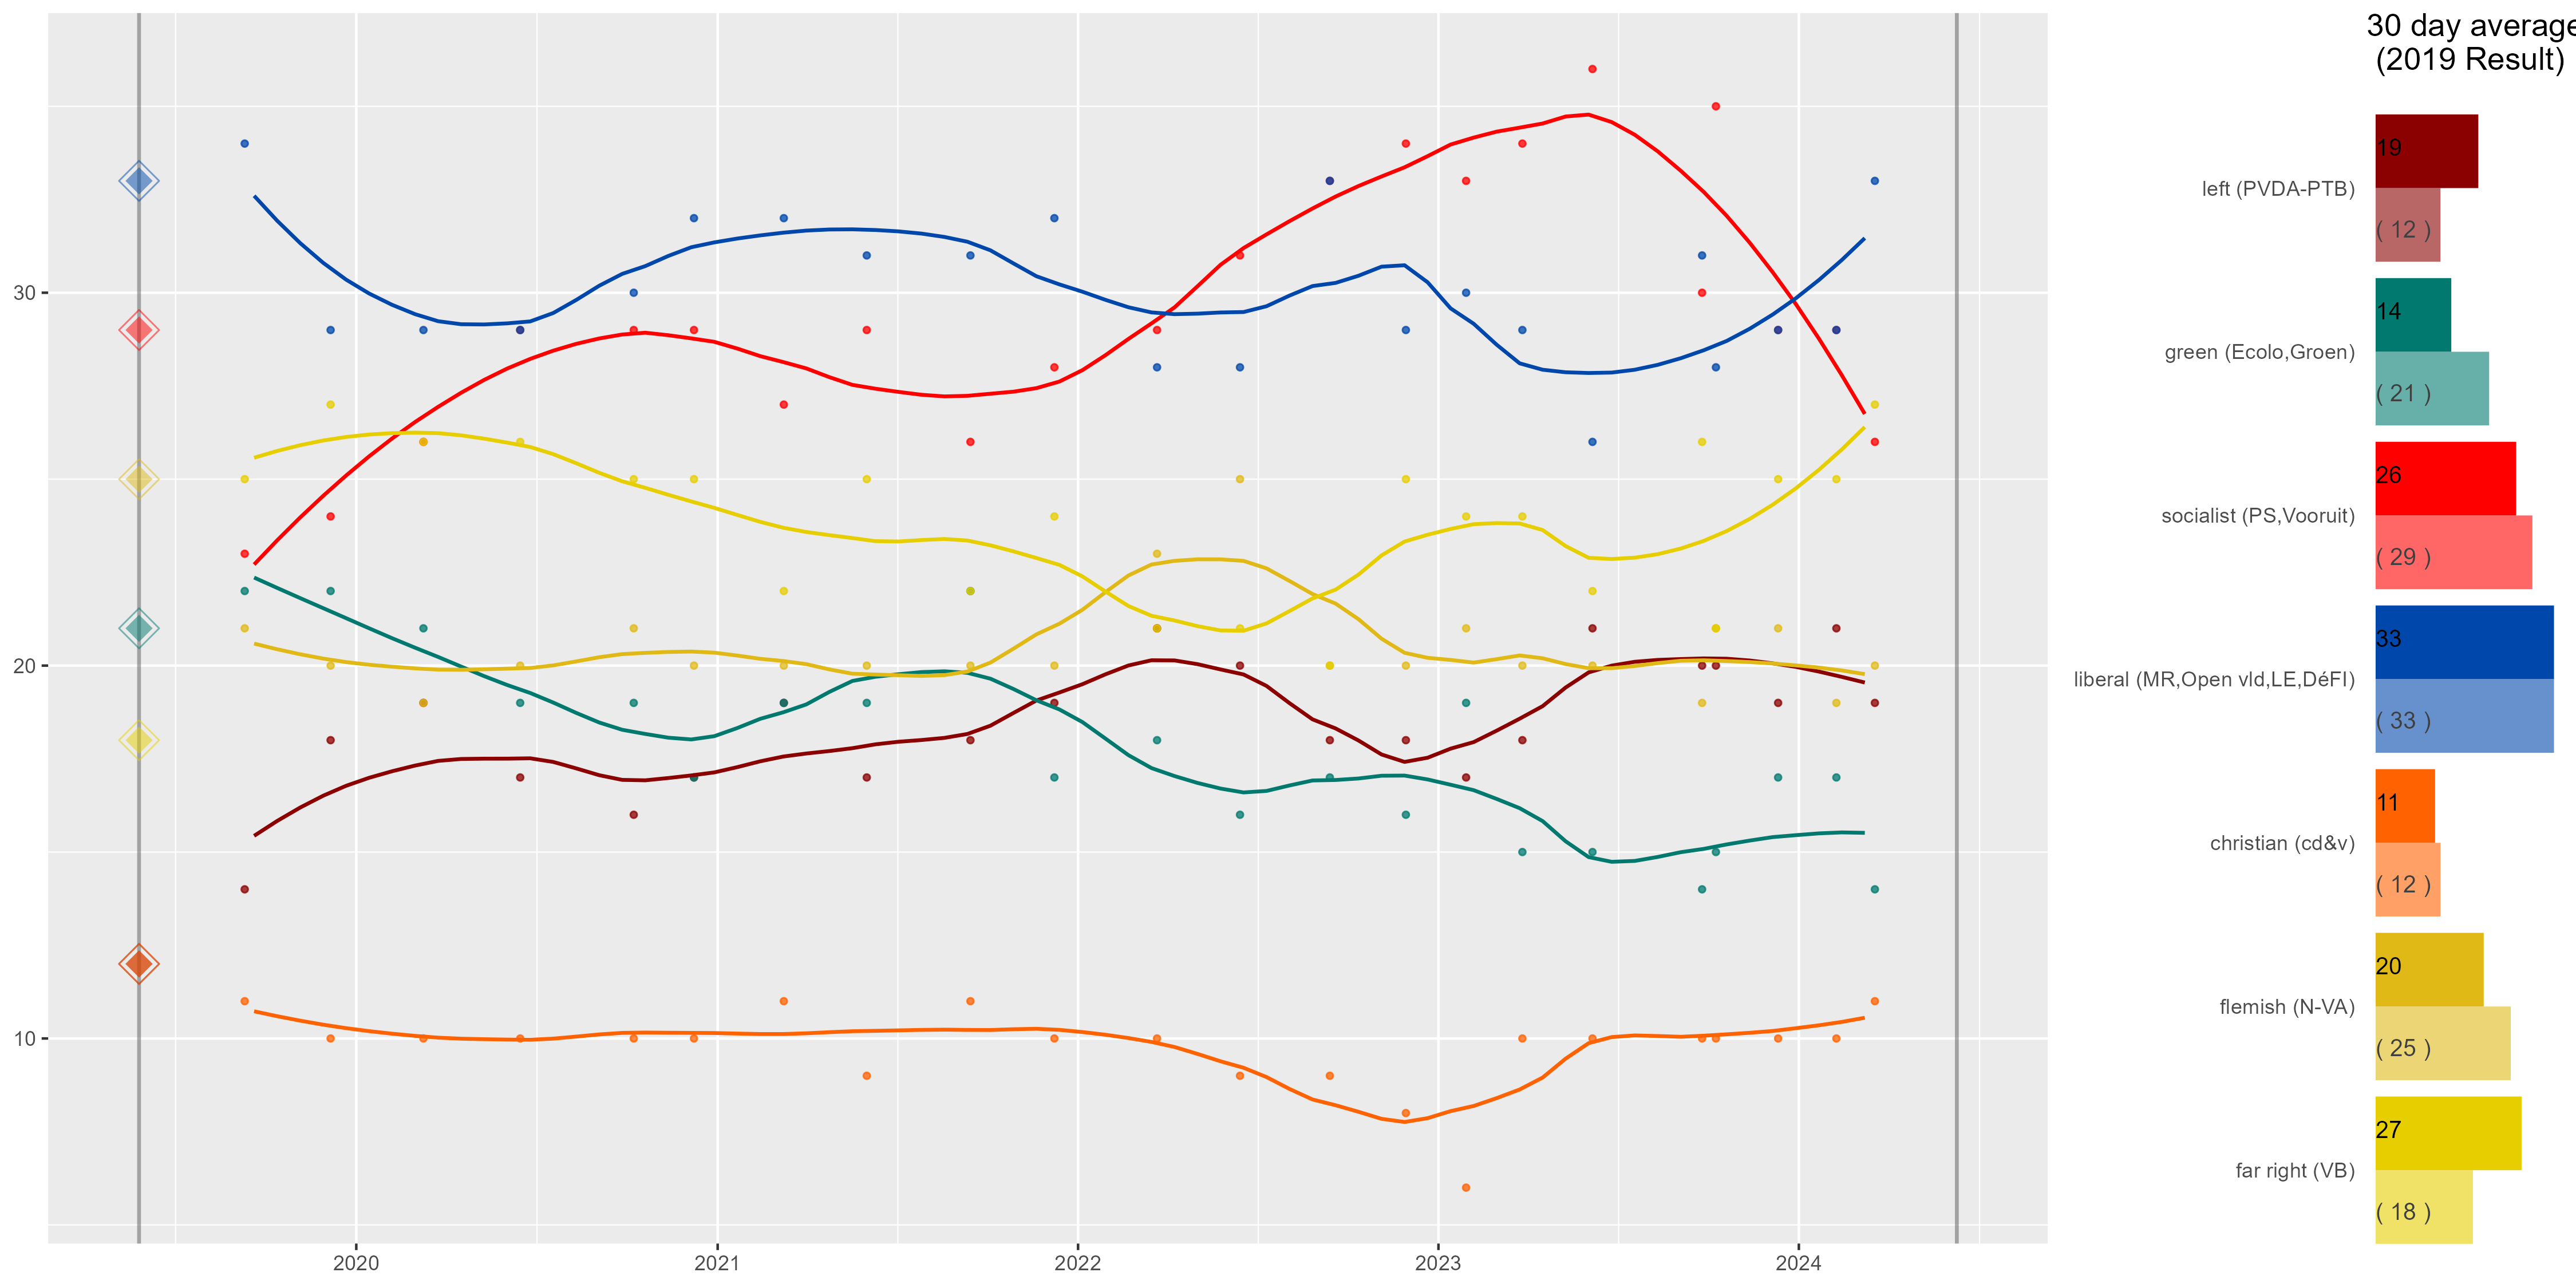 30 day average
(2019 Result)
30
20
10
2020
2021
2022
2023
2024
left (PVDA-PTB)
19
( 12 )
green (Ecolo,Groen)
14
( 21 )
socialist (PS,Vooruit)
26
( 29 )
liberal (MR,Open vld,LE,DéFI)
33
( 33 )
christian (cd&v)
11
( 12 )
flemish (N-VA)
20
( 25 )
far right (VB)
27
( 18 )